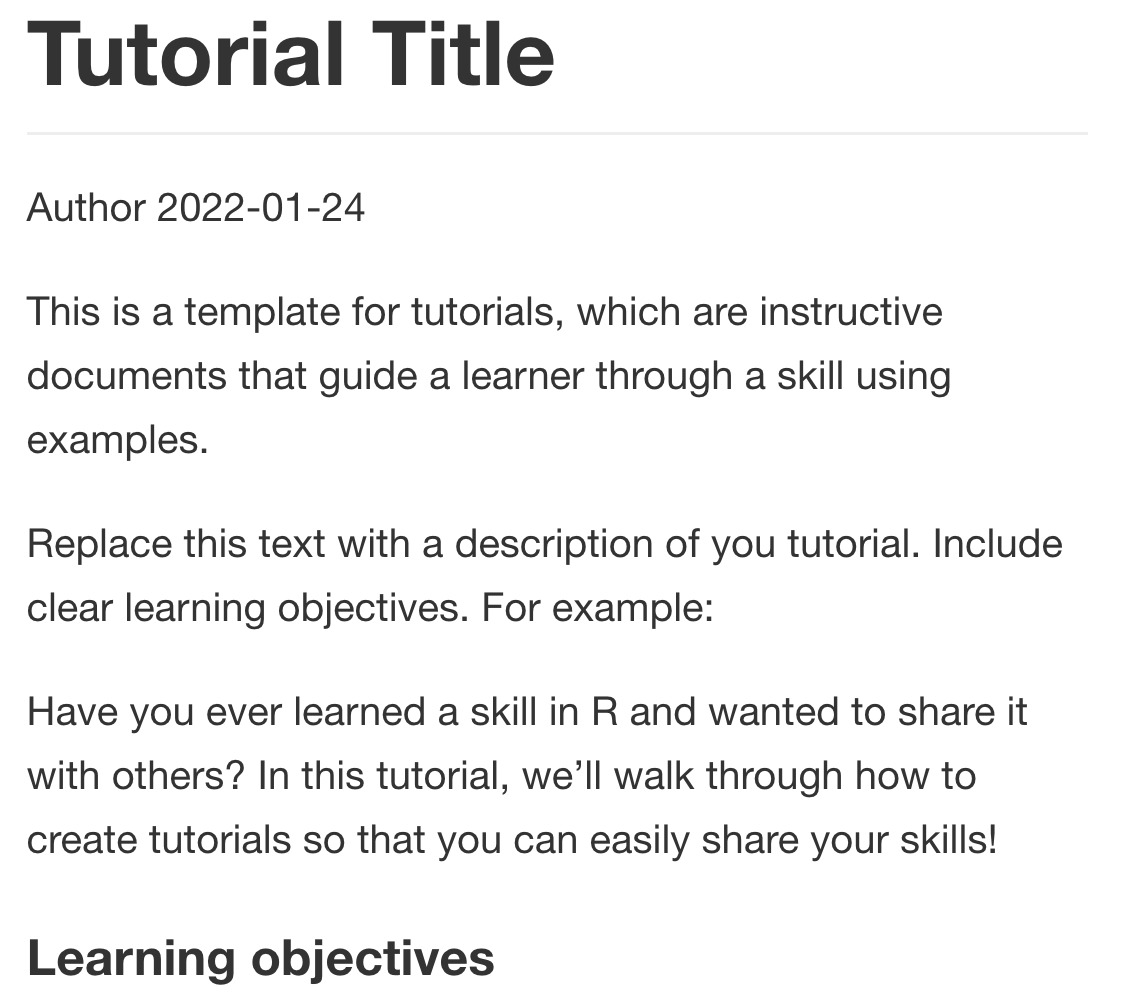 Tutorial Title
Author 2022-01-24
This is a template for tutorials, which are instructive
documents that guide a learner through a skill using
examples.
Replace this text with a description of you tutorial. Include
clear learning objectives. For example:
Have you ever learned a skill in R and wanted to share it
with others? In this tutorial, we’ll walk through how to
create tutorials so that you can easily share your skills!
Learning objectives